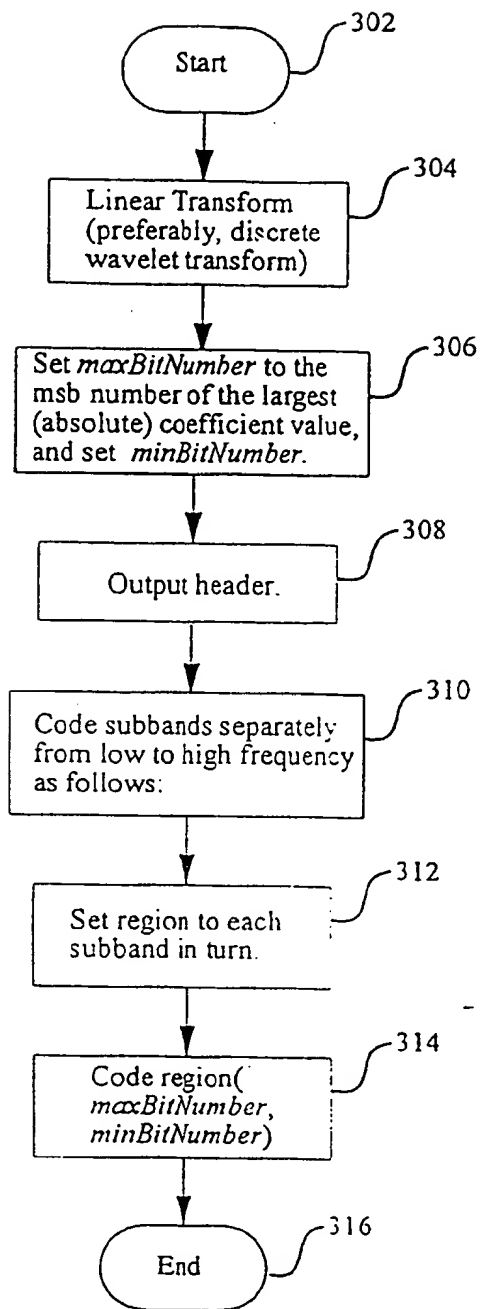 302
Start
304
Linear Transform
(preferably, discrete
wavelet transform)
306
Set maxBitNumber to the
msb number of the largest
(absolute) coefficient value,
and set minBitNumber.
308
Output header.
310
Code subbands separately
from low to high frequency
as follows:
312
Set region to each
subband in turn.
314
Code region(
maxBitNumber,
minBitNumber)
316
End